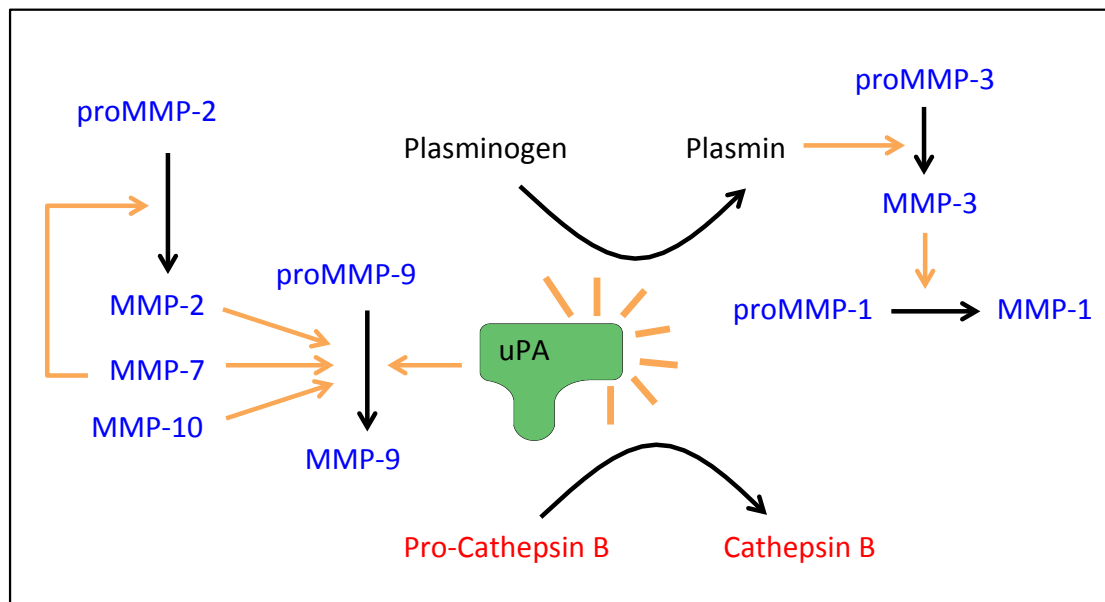 proMMP-3
proMMP-2
Plasminogen
Plasmin
MMP-3
proMMP-9
MMP-2
proMMP-1
MMP-1
uPA
MMP-7
MMP-10
MMP-9
Pro-Cathepsin B
Cathepsin B